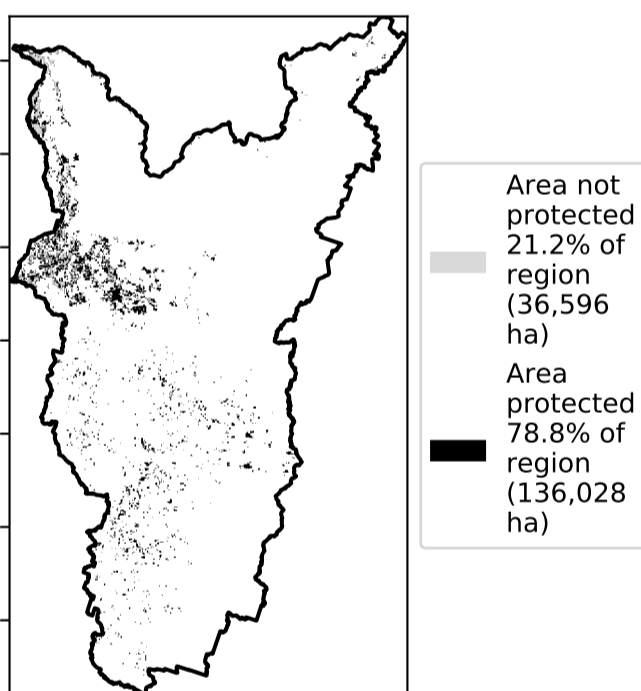 Area not
protected
21.2% of
region
(36,596
ha)
Area
protected
78.8% of
region
(136,028
ha)